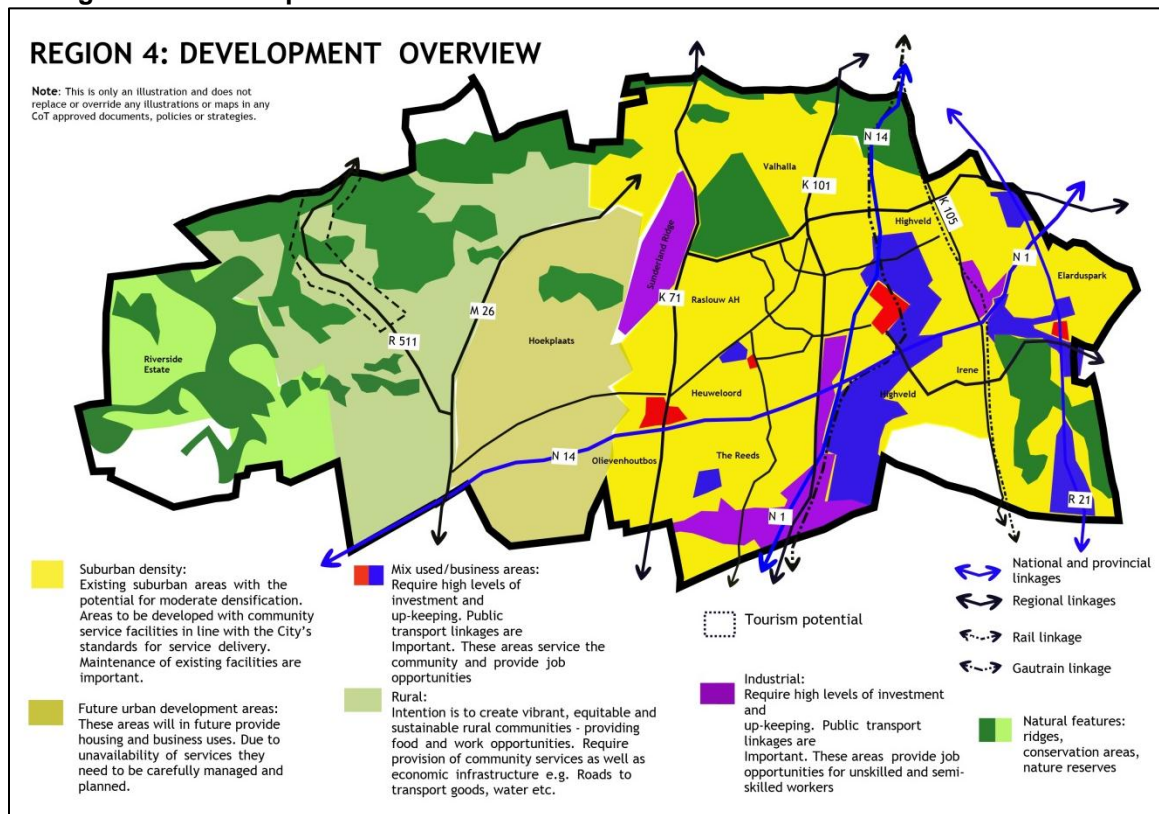 REGION 4: DEVELOPMENT OVERVIEW
Note: This is only an illustration and does not
replace or override any illustrations or maps in any
CoT approved documents, policies or strategies.
N 14
Valhalla
K 101
K 105
Highveld
N 1
Elarduspark
Sunderland Ridge
K 71
Raslouw AH
M 26
R 511
Hoekplaats
Riverside
Estate
Irene
Heuweloord
Highveld
N 14
Olievenhoutbos
The Reeds
N 1
R 21
Suburban density:
Existing suburban areas with the
potential for moderate densification.
Areas to be developed with community
service facilities in line with the City's
standards for service delivery.
Maintenance of existing facilities are
important.
Future urban development areas:
These areas will in future provide
housing and business uses. Due to
unavailability of services they
need to be carefully managed and
planned.
Mix used/business areas:
Require high levels of
investment and
up-keeping. Public
transport linkages are
Important. These areas service the
community and provide job
opportunities
Rural:
Intention is to create vibrant, equitable and
sustainable rural communities - providing
food and work opportunities. Require
provision of community services as well as
economic infrastructure e.g. Roads to
transport goods, water etc.
Tourism potential
Industrial:
Require high levels of investment
and
up-keeping. Public transport
linkages are
Important. These areas provide job
opportunities for unskilled and semi-
skilled workers
National and provincial
linkages
Regional linkages
Rail linkage
Gautrain linkage
Natural features:
ridges,
conservation areas,
nature reserves